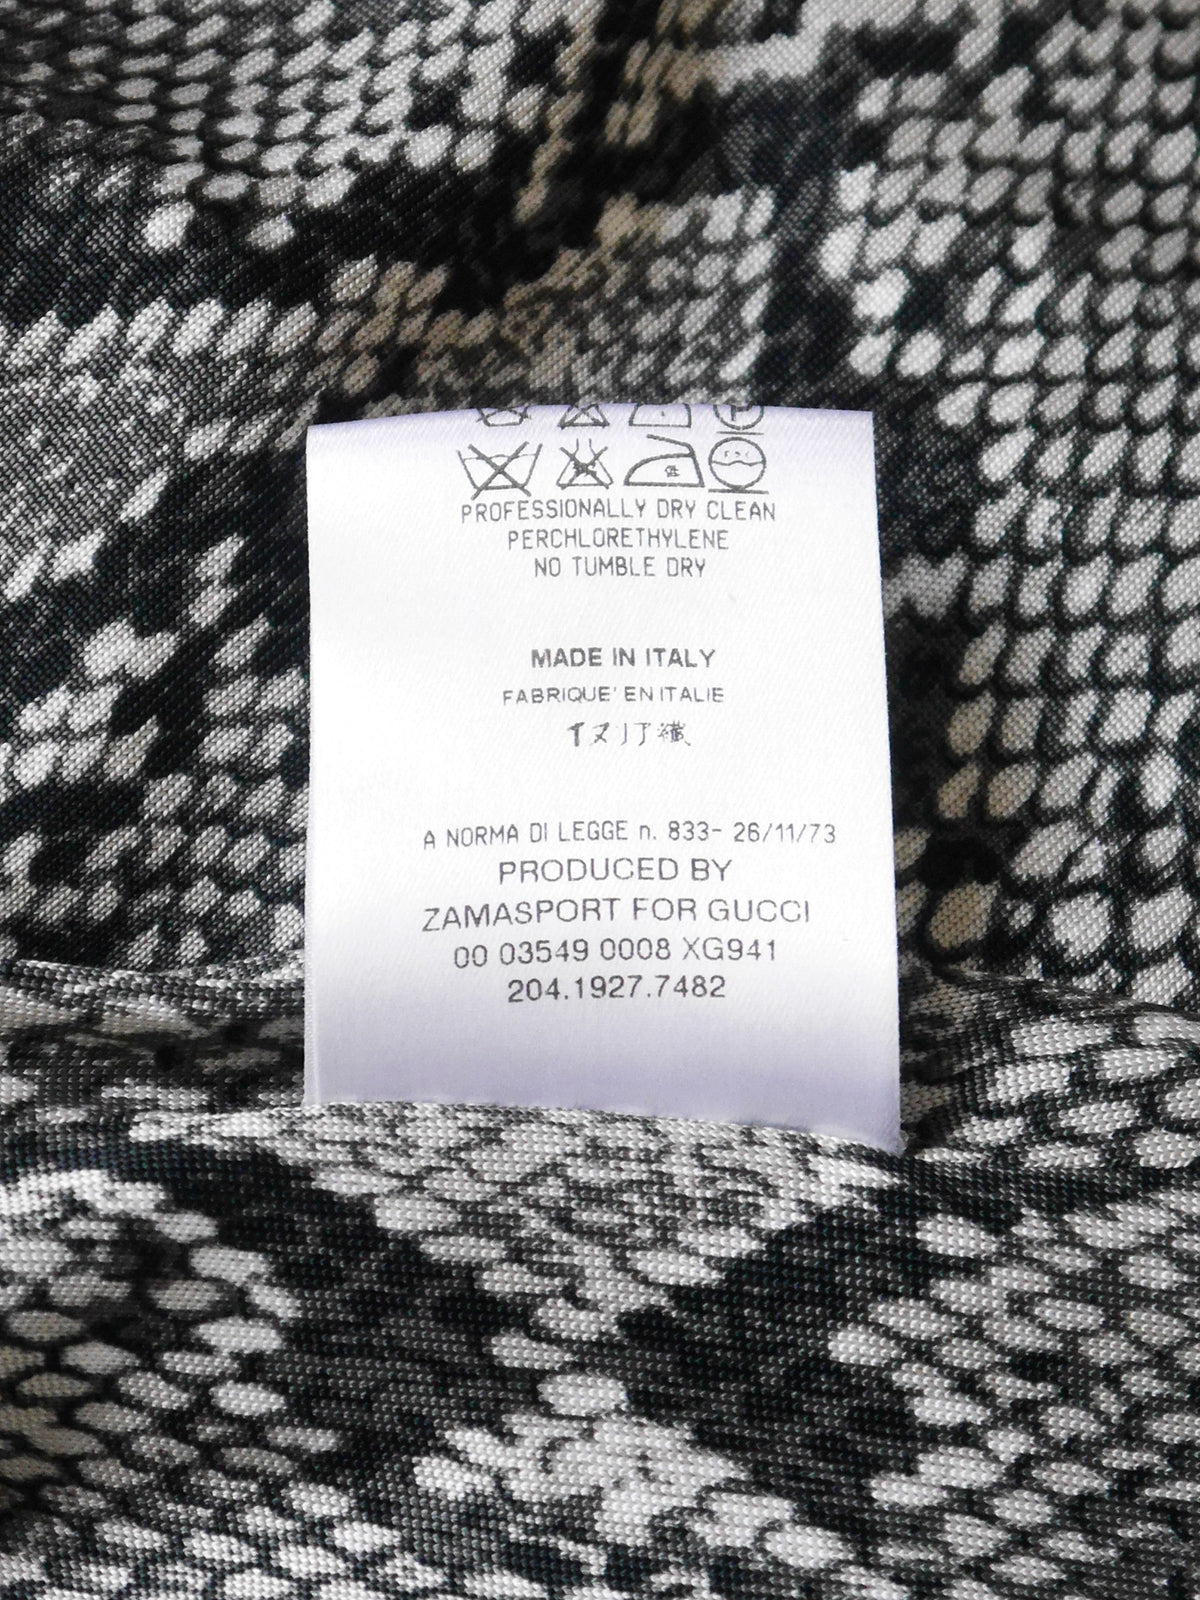 PROFESSIONALLY DRY CLEAN
PERCHLORETHYLENE
NO TUMBLE DRY
MADE IN ITALY
FABRIQUE' EN ITALIE
A NORMA DI LEGGE n. 833- 26/11/73
PRODUCED BY
ZAMASPORT FOR GUCCI
00 03549 0008 XG941
204.1927.7482